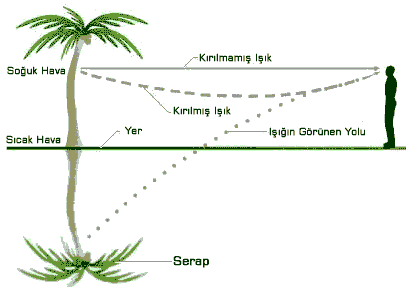 Kırılmamış Işık
Soğuk Hava
Kırılmış Işık
Sıcak Hava
Yer
Işığın Görünen Yolu
Serap